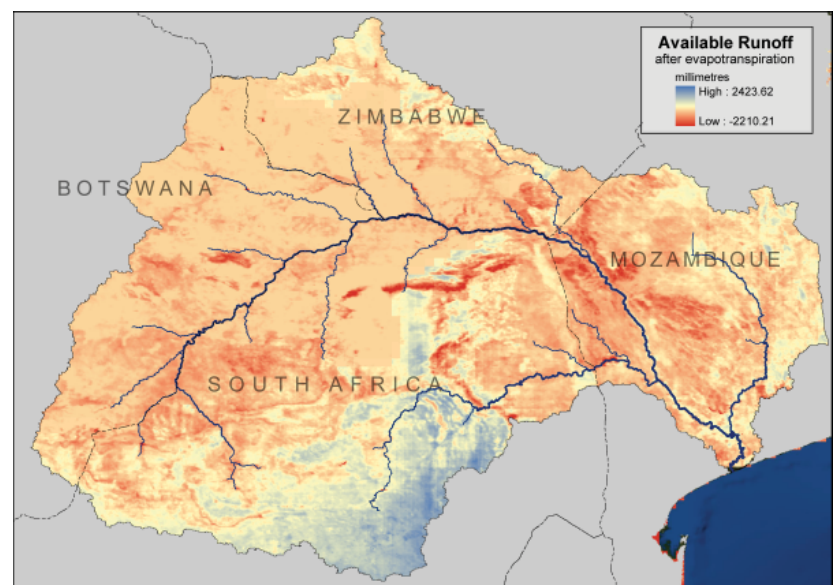 Available Runoff
after evapotranspiration
millimetres
High : 2423.62
Low : -2210.21
ZIMBABWE
BOTSWANA
MOZAMBIQUE
SOUTH AFRICA